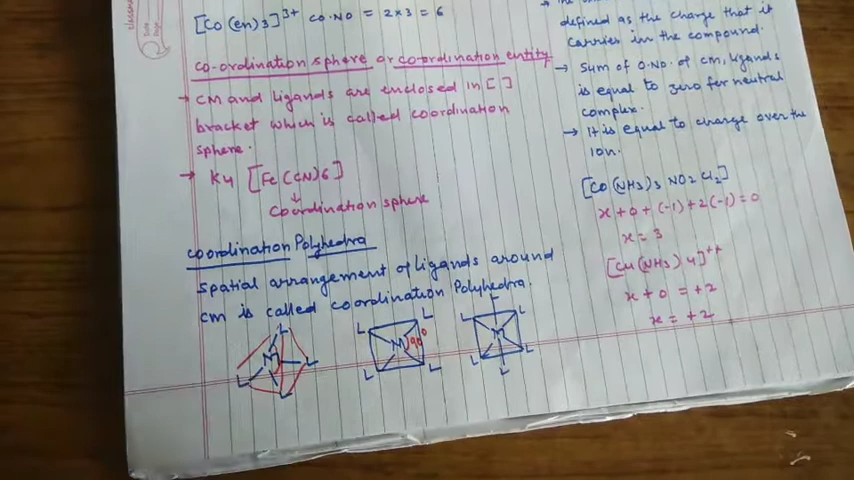 [Co(en)3]3+ CO.NO = 2x3 = 6
co-ordination sphere or co-ordination entity
→ CM and ligands are enclosed in [ ]
bracket which is called coordination
sphere.
→ K4 [Fe(CN)6]
↓
Coordination sphere
coordination Polyhedra
spatial arrangement of ligands around
CM is called coordination Polyhedra.
L
M
L
L
L
L
L
M 90°
L
L
L
L
L
M
L
L
L
defined as the charge that it
carries in the compound.
→ sum of O.NO. of CM, ligands
is equal to zero for neutral
complex.
→ It is equal to charge over the
ion.
[CO(NH3)3 NO2 Cl2]
x+0+(-1)+2(-1)=0
x=3
[Cu(NH3)4]++
x+0 = +2
x = +2